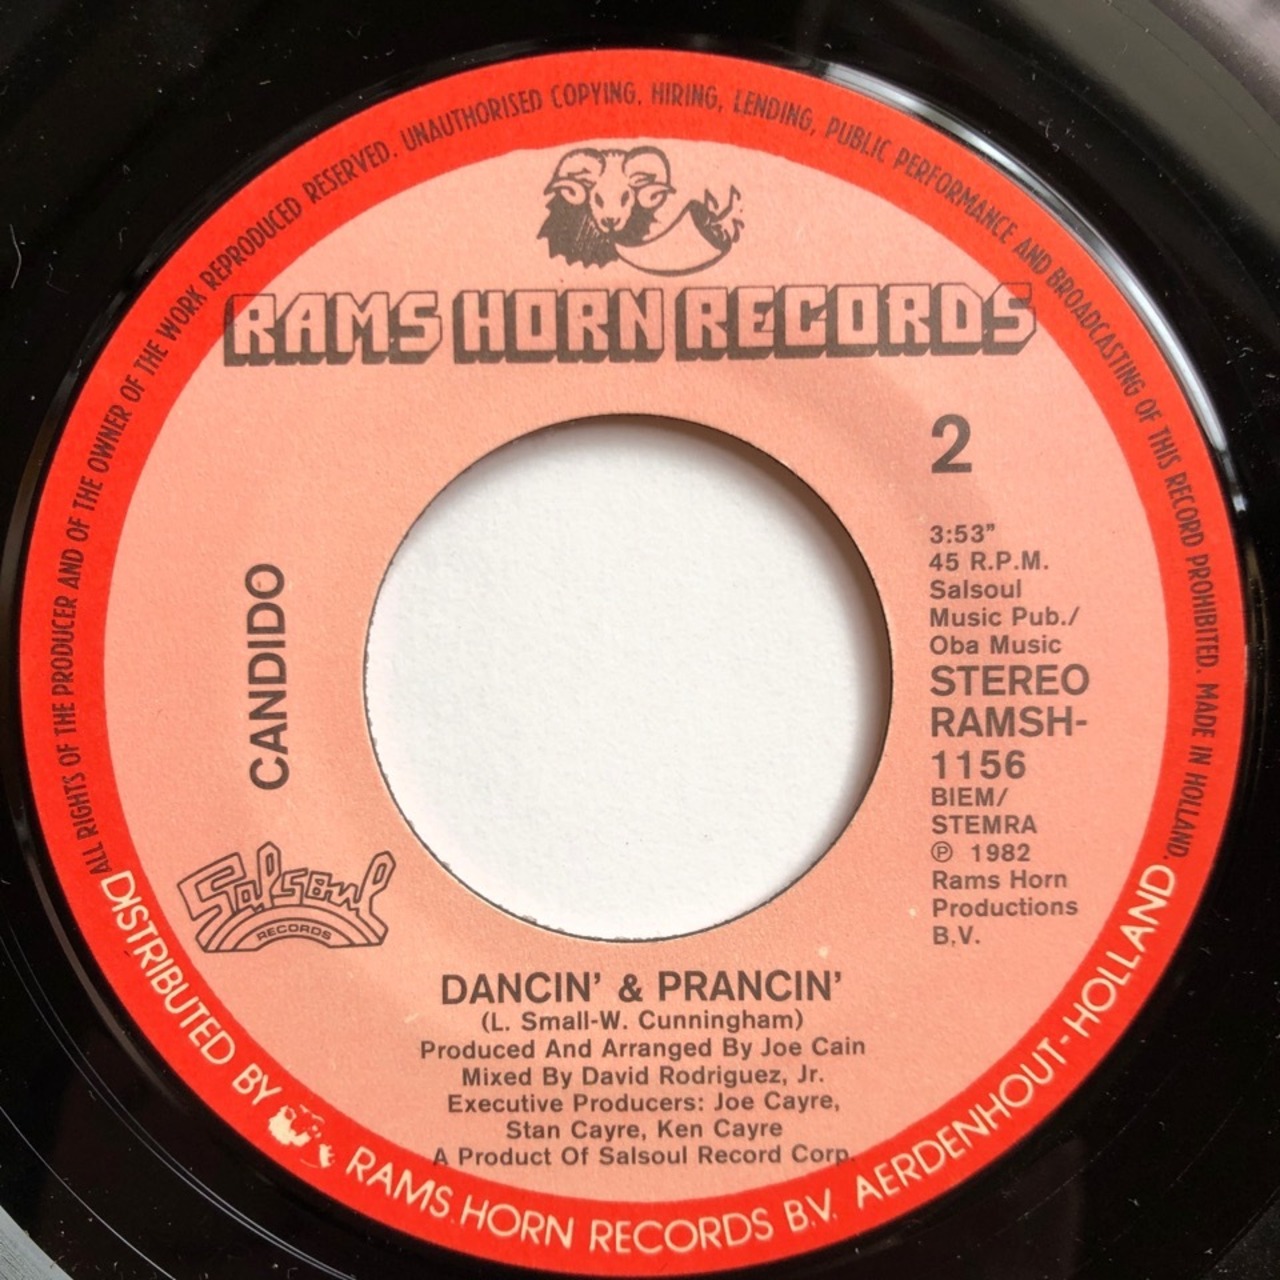 ALL RIGHTS OF THE PRODUCER AND OF THE OWNER OF THE WORK REPRODUCED RESERVED. UNAUTHORISED COPYING, HIRING, LENDING, PUBLIC PERFORMANCE AND BROADCASTING OF THIS RECORD PROHIBITED. MADE IN HOLLAND.
RAMS HORN RECORDS
2
3:53”
45 R.P.M.
Salsoul
Music Pub./
Oba Music
STEREO
RAMSH-
1156
BIEM/
STEMRA
℗ 1982
Rams Horn
Productions
B.V.
CANDIDO
Salsoul
RECORDS
DANCIN’ & PRANCIN’
(L. Small-W. Cunningham)
Produced And Arranged By Joe Cain
Mixed By David Rodriguez, Jr.
Executive Producers: Joe Cayre,
Stan Cayre, Ken Cayre
A Product Of Salsoul Record Corp.
DISTRIBUTED BY RAMS HORN RECORDS B.V. AERDENHOUT-HOLLAND